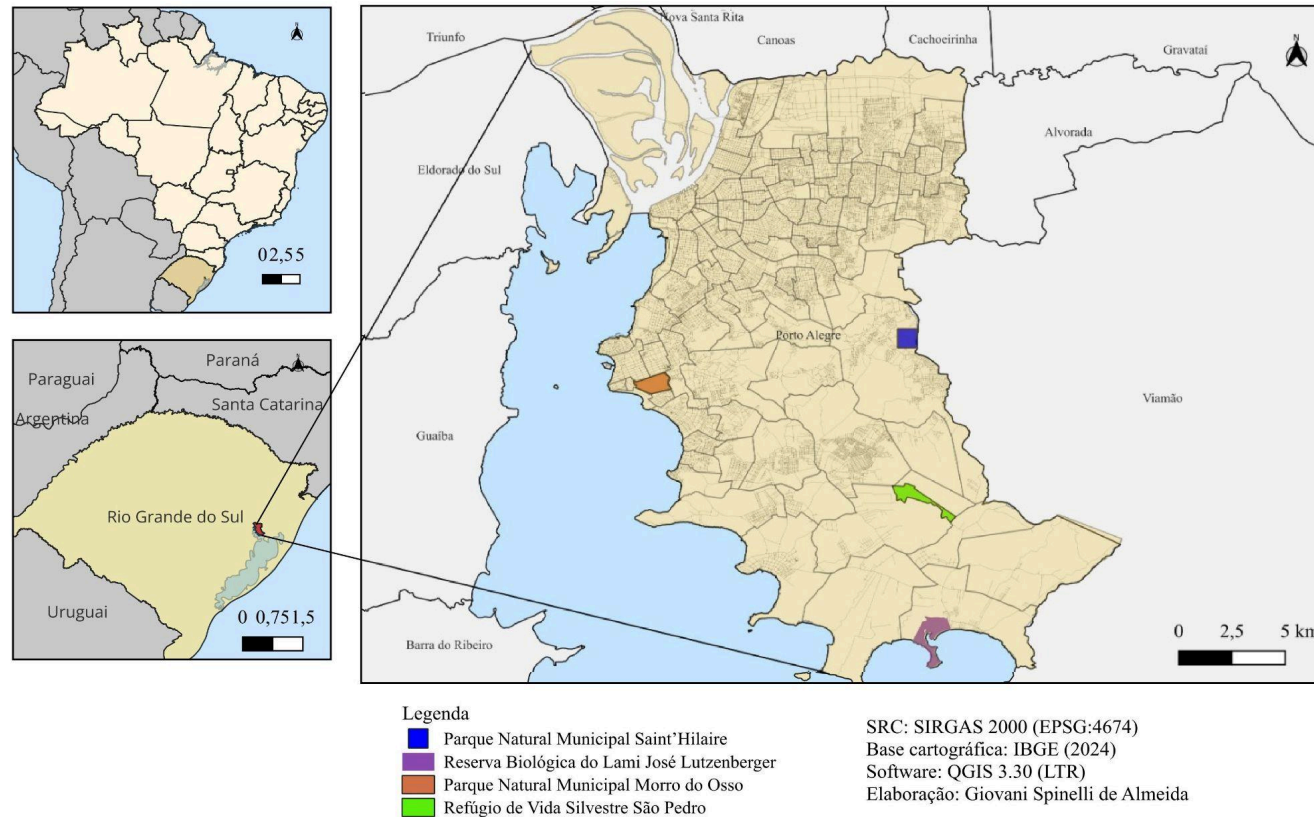 02,55
Paraguai
Paraná
Argentina
Santa Catarina
Rio Grande do Sul
Uruguai
0 0,751,5
Triunfo
Nova Santa Rita
Canoas
Cachoeirinha
Gravataí
N
Alvorada
Eldorado do Sul
Porto Alegre
Viamão
Guaíba
Barra do Ribeiro
0 2,5 5 km
Legenda
Parque Natural Municipal Saint’Hilaire
Reserva Biológica do Lami José Lutzenberger
Parque Natural Municipal Morro do Osso
Refúgio de Vida Silvestre São Pedro
SRC: SIRGAS 2000 (EPSG:4674)
Base cartográfica: IBGE (2024)
Software: QGIS 3.30 (LTR)
Elaboração: Giovani Spinelli de Almeida